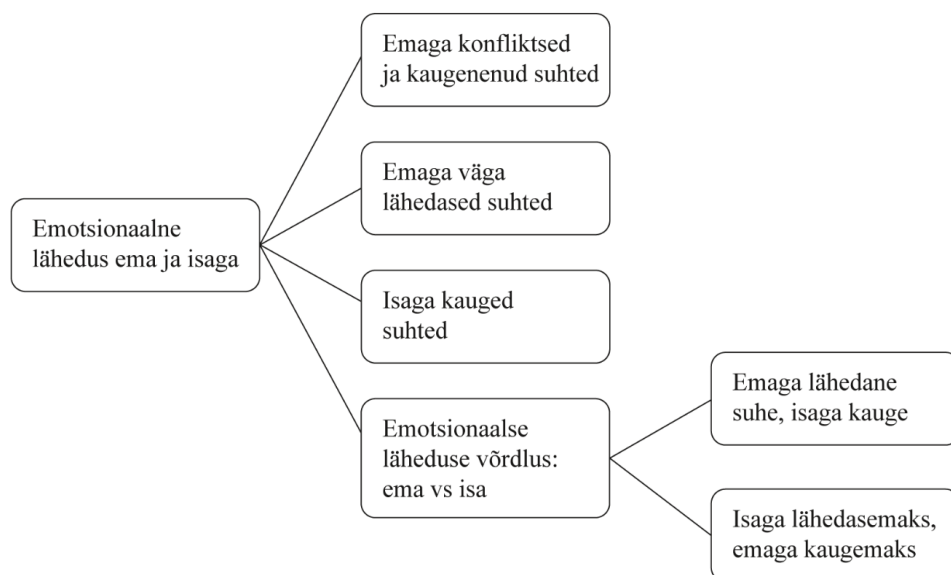 Emaga konfliktsed
ja kaugenenud suhted
Emaga väga
lähedased suhted
Emotsionaalne
lähedus ema ja isaga
Isaga kauged
suhted
Emotsionaalse
läheduse võrdlus:
ema vs isa
Emaga lähedane
suhe, isaga kauge
Isaga lähedasemaks,
emaga kaugemaks